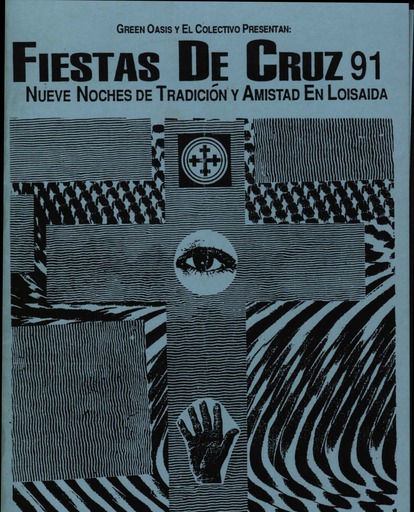 GREEN OASIS Y EL COLECTIVO PRESENTAN:
FIESTAS DE CRUZ 91
NUEVE NOCHES DE TRADICIÓN Y AMISTAD EN LOISAIDA